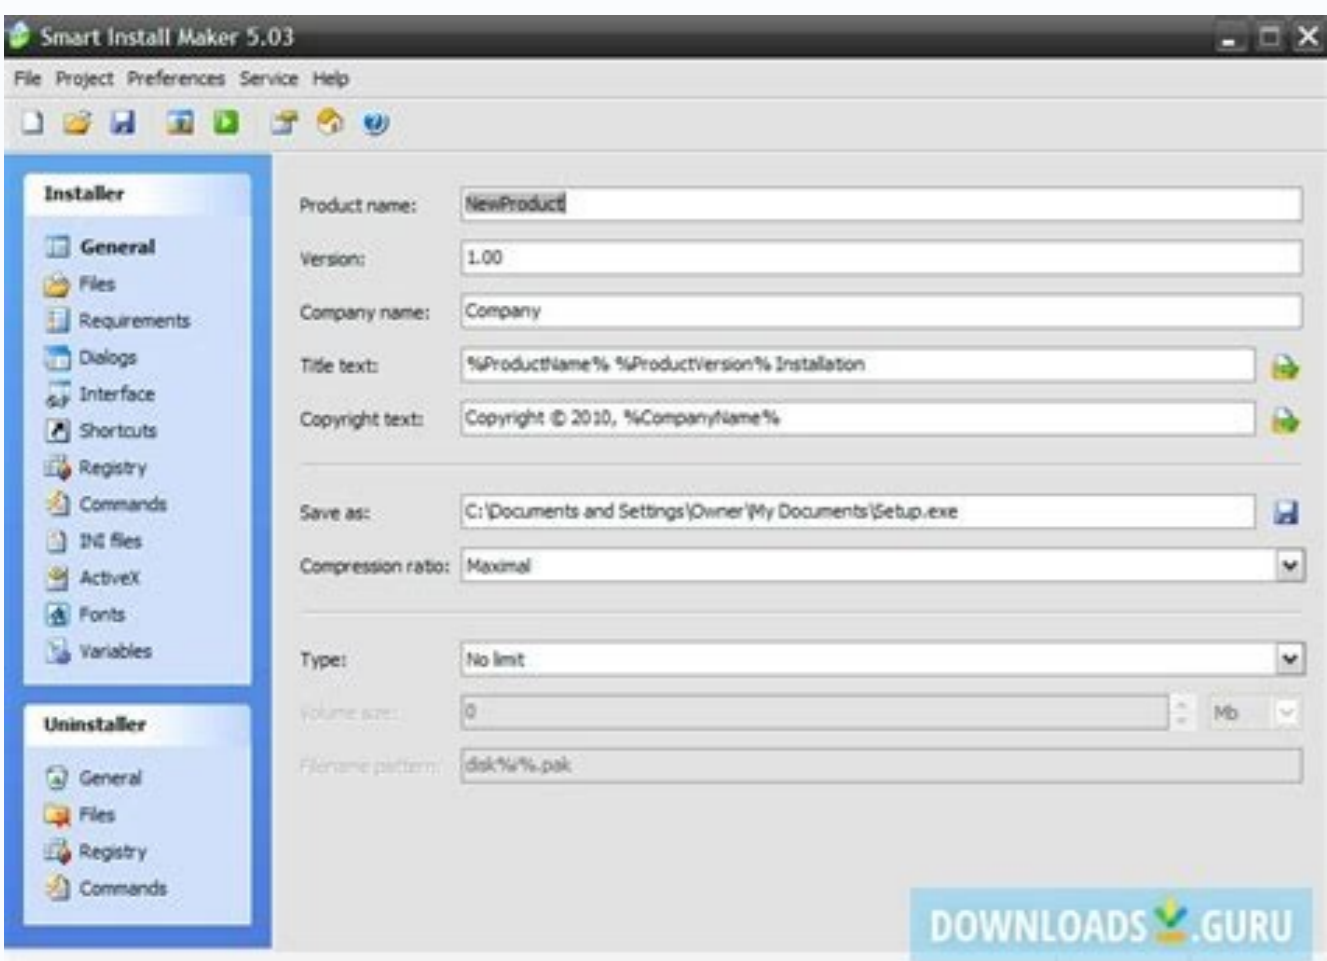 Smart Install Maker 5.03
File Project Preferences Service Help
Installer
General
Files
Requirements
Dialogs
Interface
Shortcuts
Registry
Commands
INI files
ActiveX
Fonts
Variables
Uninstaller
General
Files
Registry
Commands
Product name: NewProduct
Version: 1.00
Company name: Company
Title text: %ProductName% %ProductVersion% Installation
Copyright text: Copyright © 2010, %CompanyName%
Save as: C:\Documents and Settings\Owner\My Documents\Setup.exe
Compression ratio: Maximal
Type: No limit
Volume size: 0 Mb
Filename pattern: disk%i%.pak
DOWNLOADS .GURU